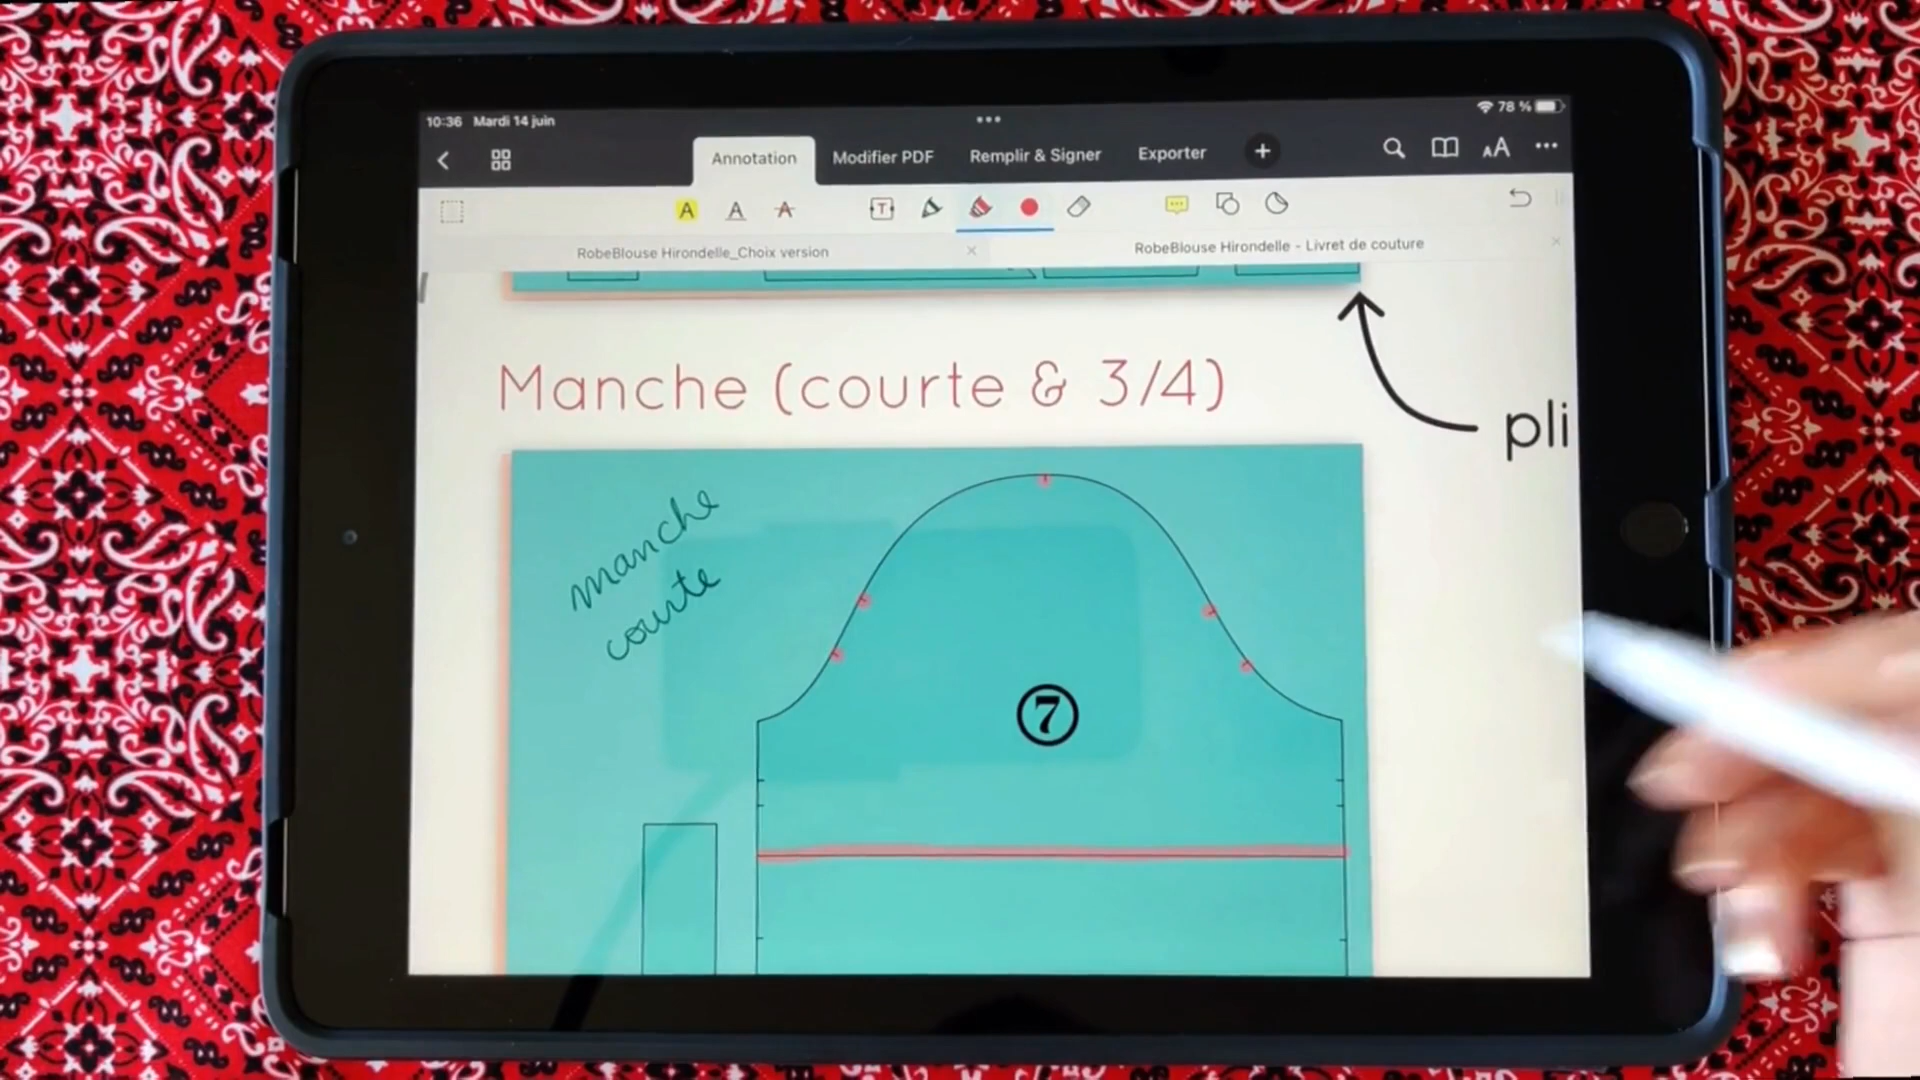 10:36 Mardi 14 juin
78 %
Annotation Modifier PDF Remplir & Signer Exporter +
AA
A A A T
RobeBlouse Hirondelle_Choix version × RobeBlouse Hirondelle - Livret de couture ×
Manche (courte & 3/4)
pli
manche
courte
7